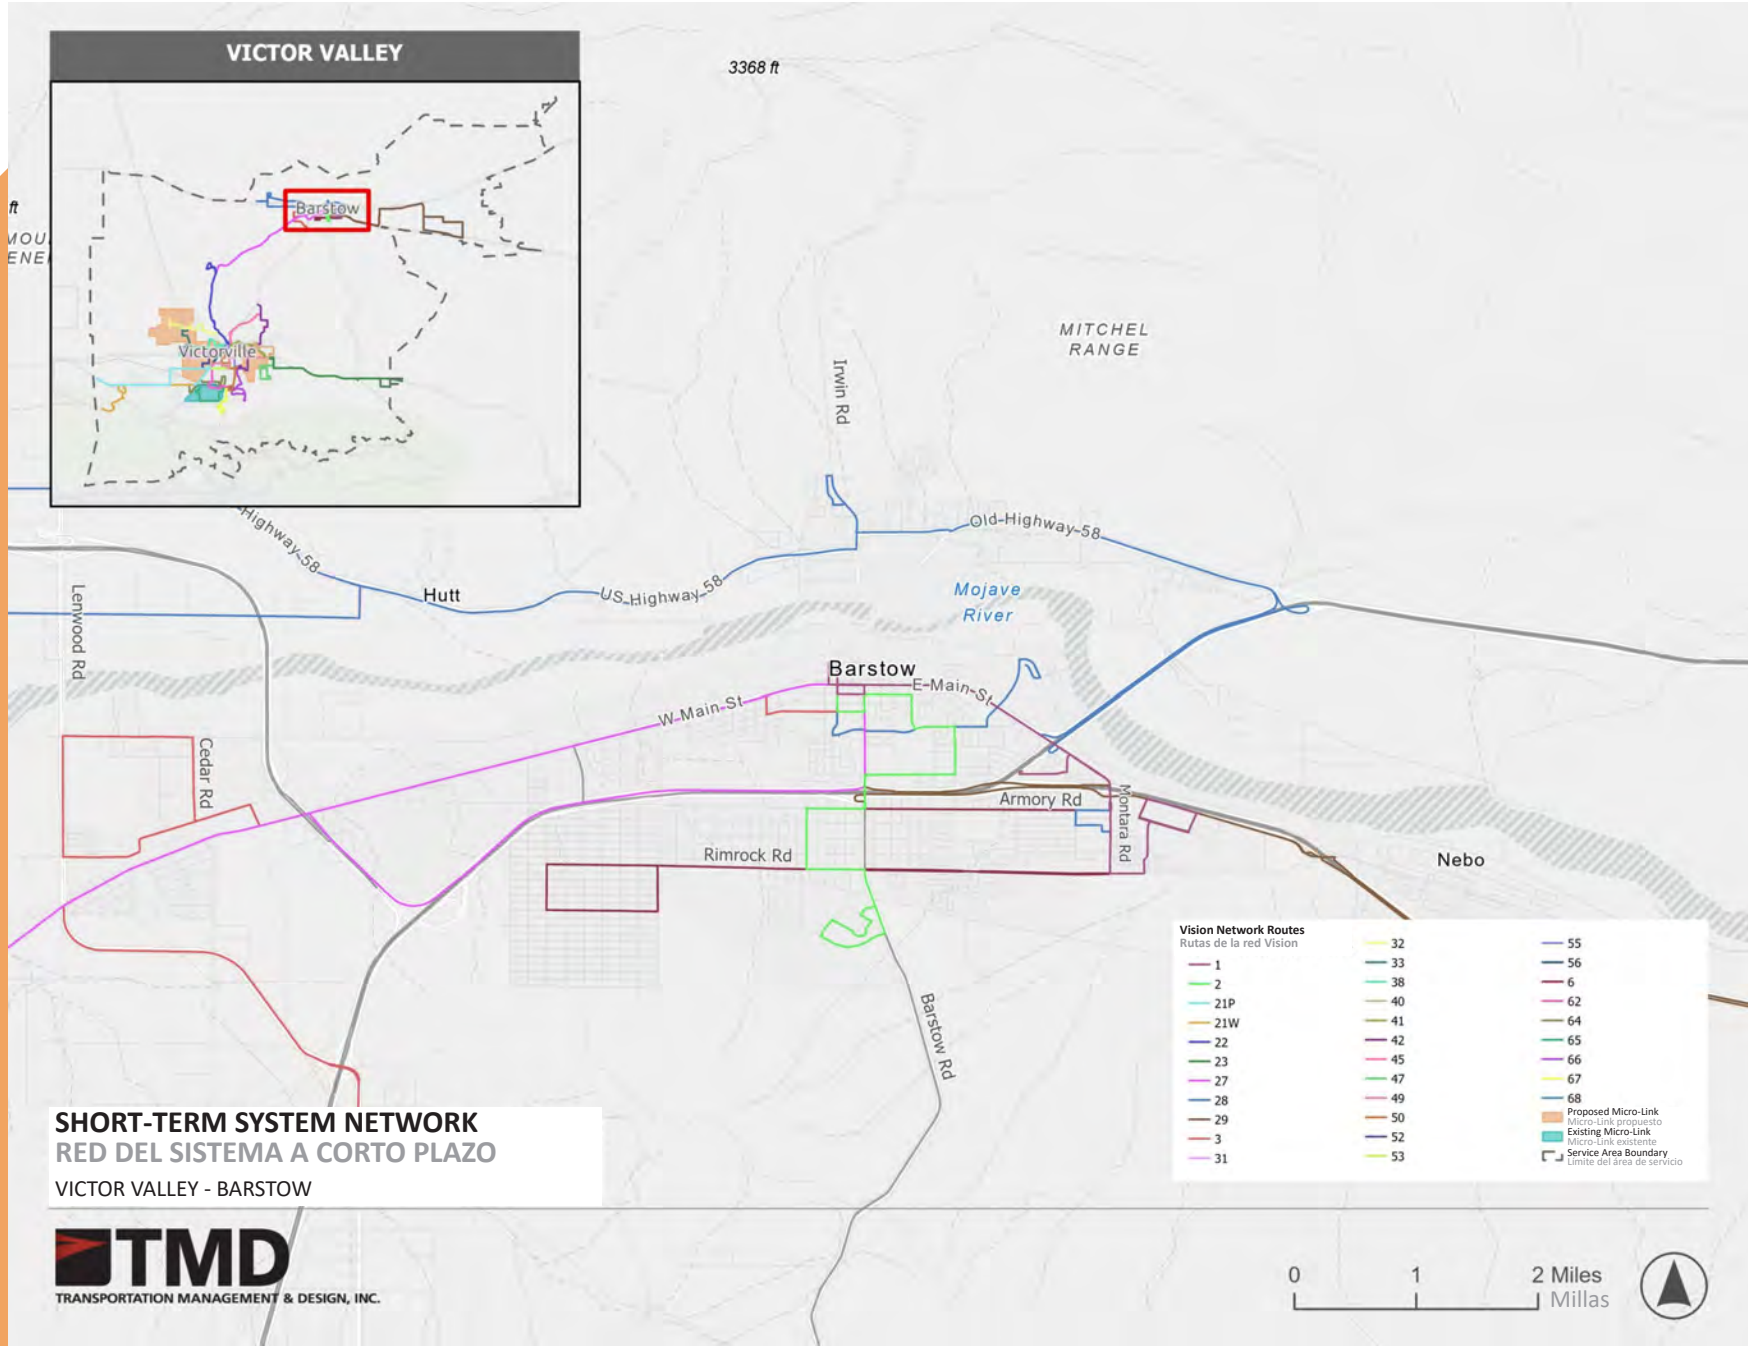 VICTOR VALLEY
Barstow
Victorville
3368 ft
ft
MITCHEL
RANGE
Irwin Rd
Highway 58
Old Highway 58
US Highway 58
Hutt
Lenwood Rd
Mojave
River
Barstow
E Main St
W Main St
Cedar Rd
Armory Rd
Montara Rd
Rimrock Rd
Nebo
Barstow Rd
Vision Network Routes
Rutas de la red Vision
1
2
21P
21W
22
23
27
28
29
3
31
32
33
38
40
41
42
45
47
49
50
52
53
55
56
6
62
64
65
66
67
68
Proposed Micro-Link
Micro-Link propuesto
Existing Micro-Link
Micro-Link existente
Service Area Boundary
Límite del área de servicio
SHORT-TERM SYSTEM NETWORK
RED DEL SISTEMA A CORTO PLAZO
VICTOR VALLEY - BARSTOW
TMD
TRANSPORTATION MANAGEMENT & DESIGN, INC.
0 1 2 Miles
Millas